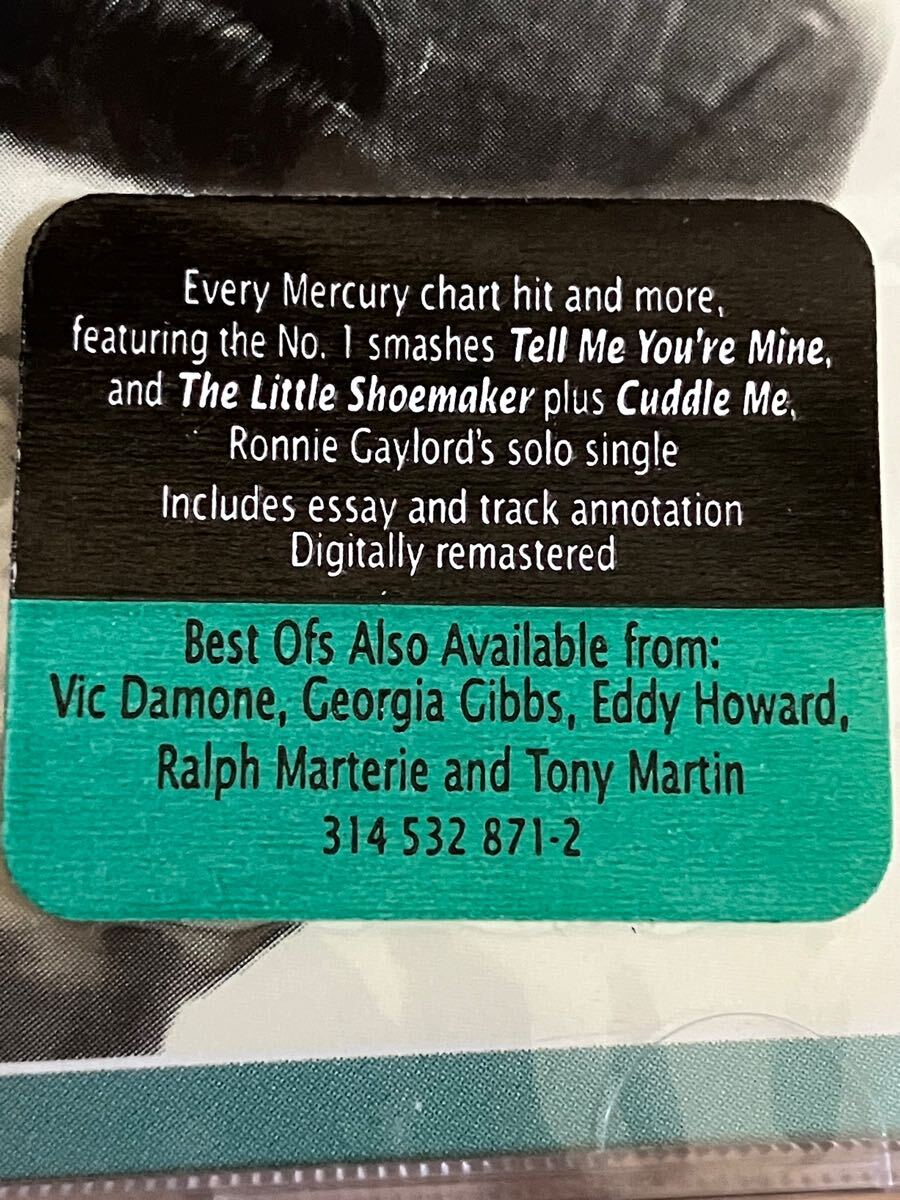 Every Mercury chart hit and more,
featuring the No. 1 smashes Tell Me You're Mine,
and The Little Shoemaker plus Cuddle Me,
Ronnie Gaylord's solo single
Includes essay and track annotation
Digitally remastered
Best Ofs Also Available from:
Vic Damone, Georgia Gibbs, Eddy Howard,
Ralph Marterie and Tony Martin
314 532 871-2